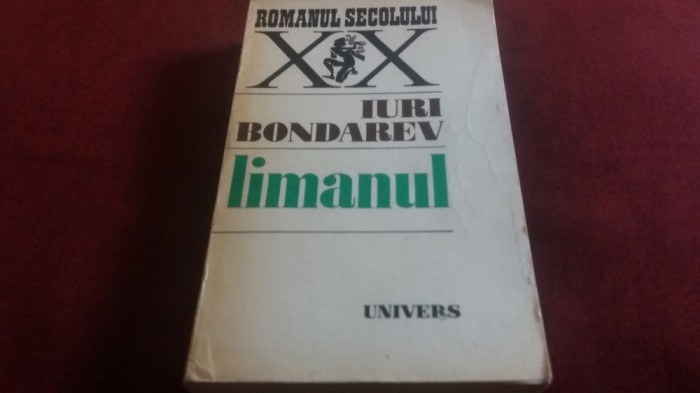 ROMANUL SECOLULUI
XX
IURI
BONDAREV
limanul
UNIVERS